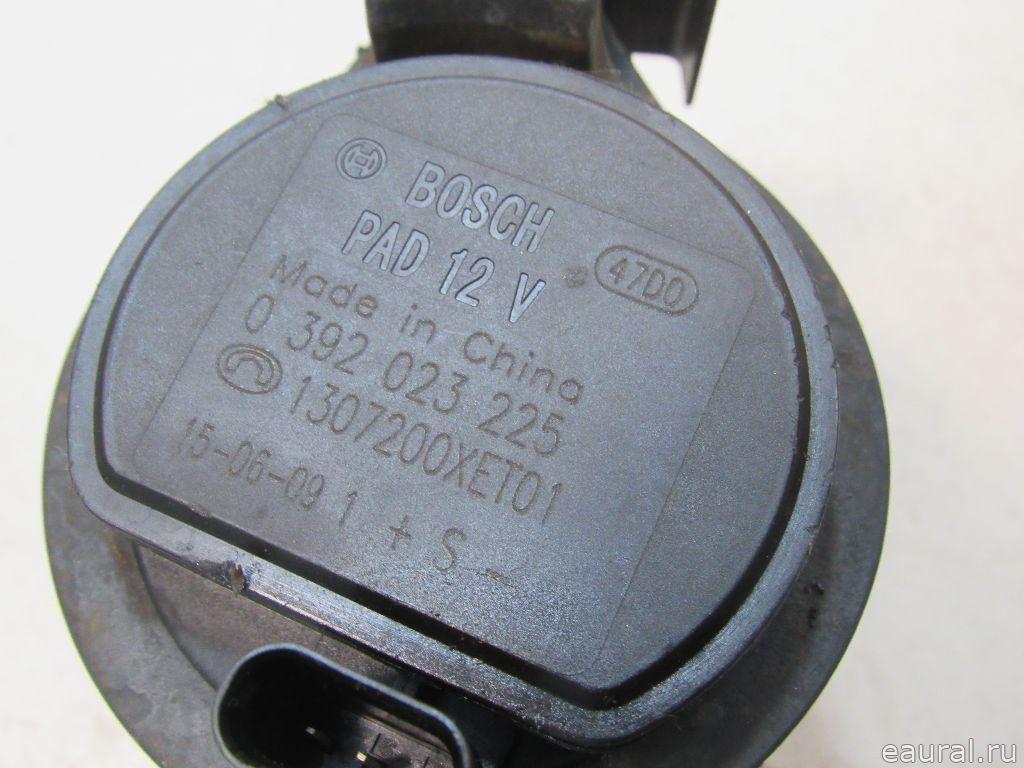 BOSCH
PAD 12 V
47D0
Made in China
0 392 023 225
1307200XET01
15-06-09 1
+ S -
eaural.ru